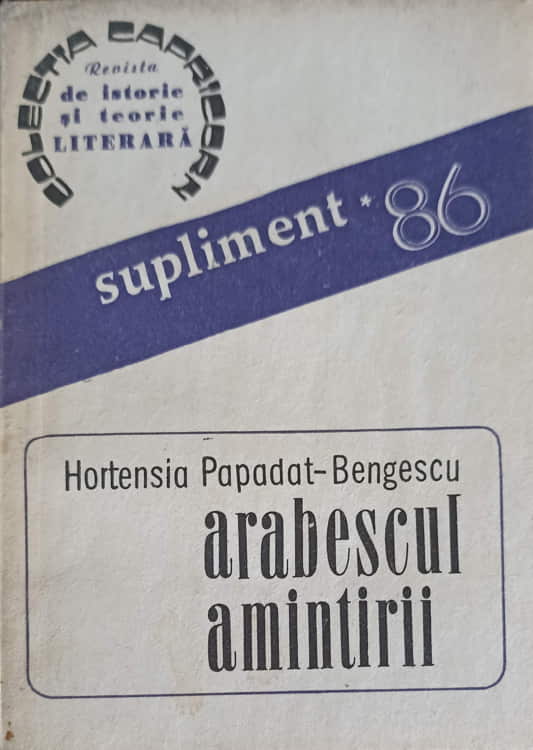 COLECȚIA CAPRICORN
Revista
de istorie
și teorie
LITERARĂ
supliment * 86
Hortensia Papadat-Bengescu
arabescul
amintirii